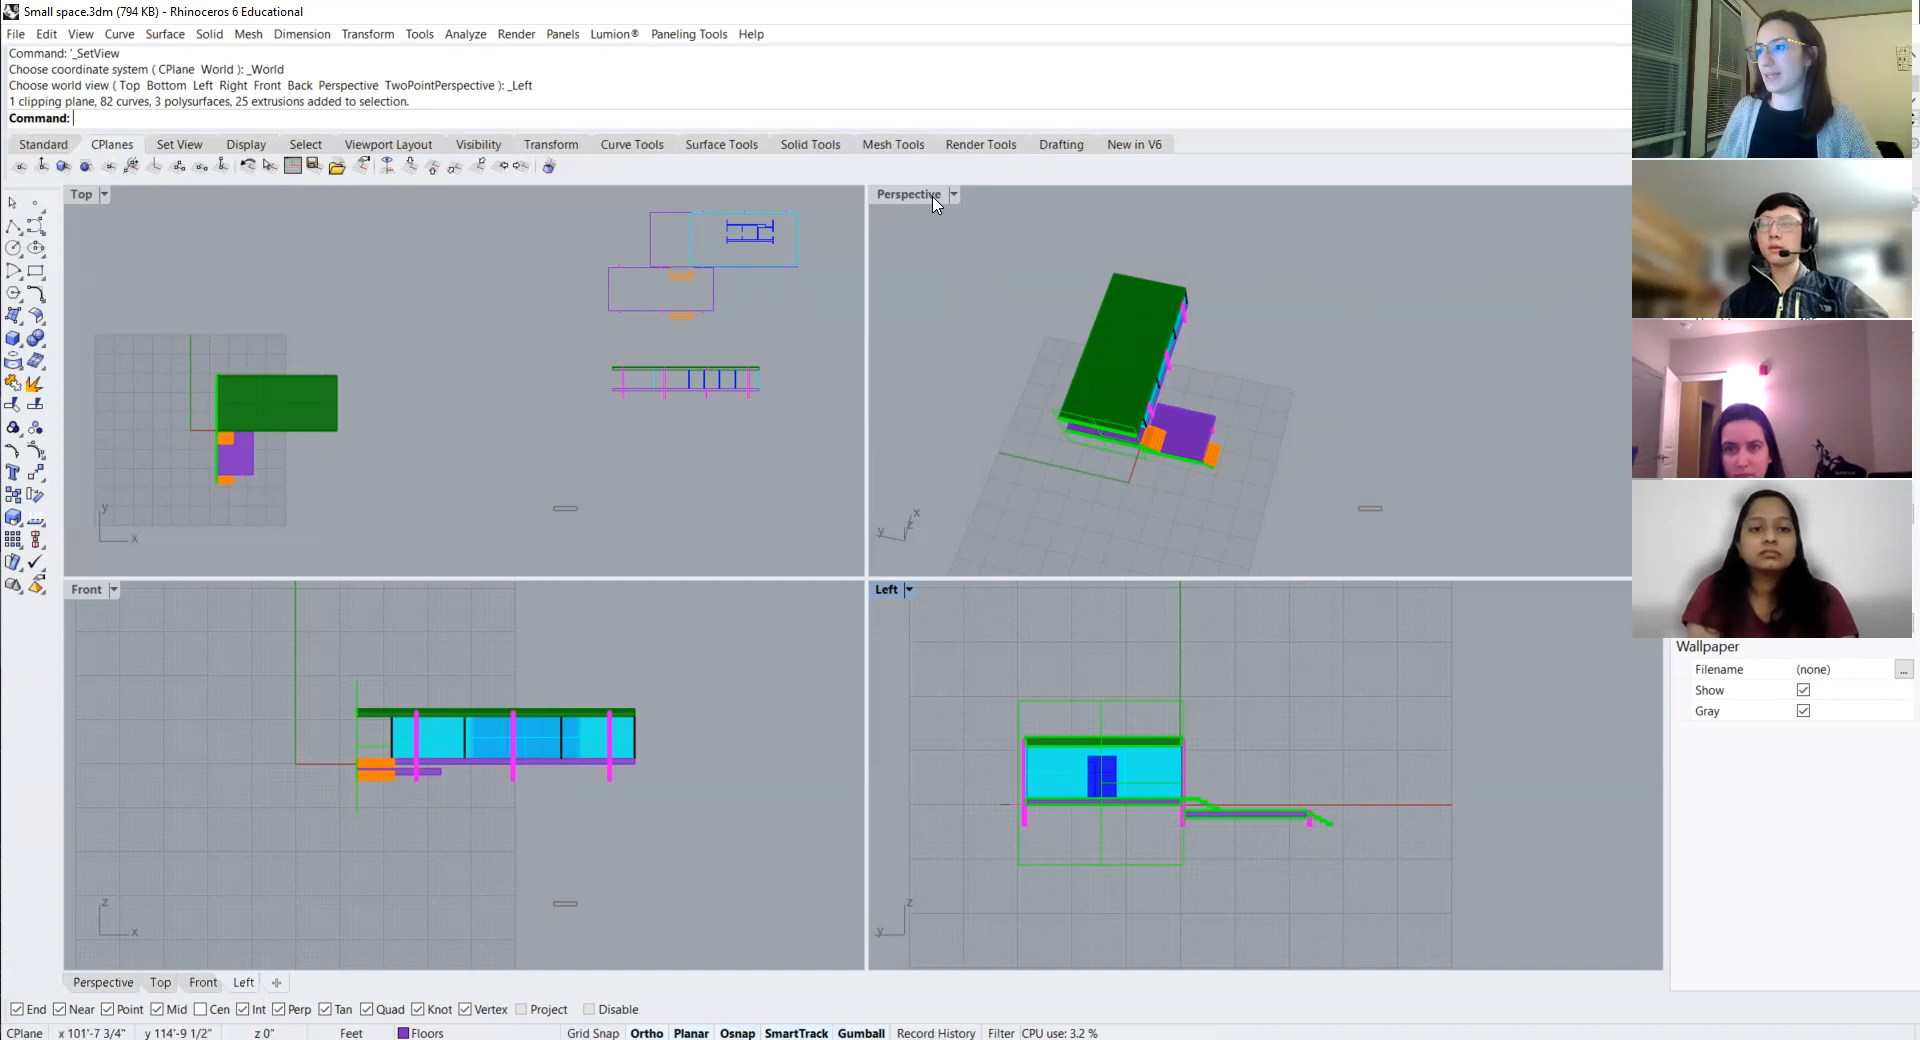 Small space.3dm (794 KB) - Rhinoceros 6 Educational
File Edit View Curve Surface Solid Mesh Dimension Transform Tools Analyze Render Panels Lumion® Paneling Tools Help
Command: '_SetView
Choose coordinate system ( CPlane World ): _World
Choose world view ( Top Bottom Left Right Front Back Perspective TwoPointPerspective ): _Left
1 clipping plane, 82 curves, 3 polysurfaces, 25 extrusions added to selection.
Command:
Standard CPlanes Set View Display Select Viewport Layout Visibility Transform Curve Tools Surface Tools Solid Tools Mesh Tools Render Tools Drafting New in V6
Top
Perspective
y
x
y
z
x
Front
Left
z
x
z
y
Wallpaper
Filename (none) ...
Show
Gray
Perspective Top Front Left
End Near Point Mid Cen Int Perp Tan Quad Knot Vertex Project Disable
CPlane x 101'-7 3/4" y 114'-9 1/2" z 0" Feet Floors Grid Snap Ortho Planar Osnap SmartTrack Gumball Record History Filter CPU use: 3.2 %